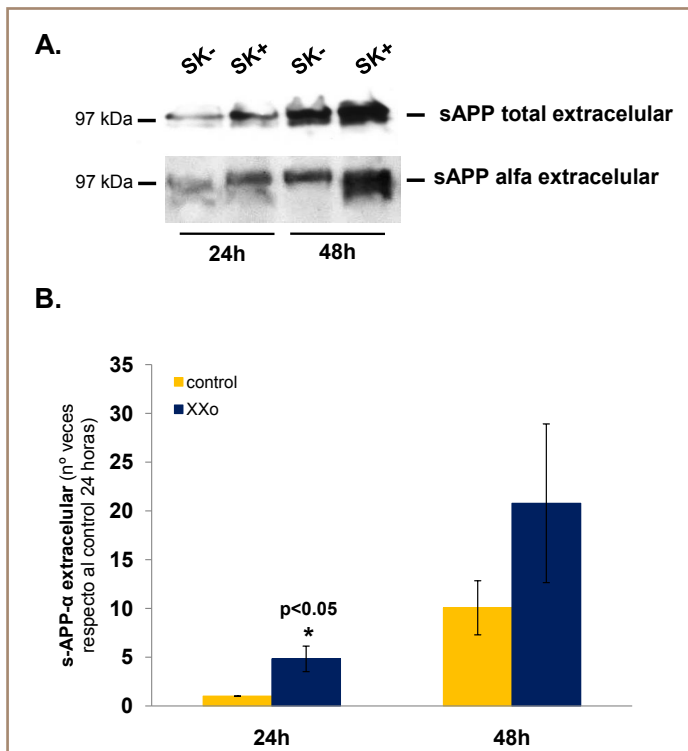 A.
SK- SK+ SK- SK+
97 kDa sAPP total extracelular
97 kDa sAPP alfa extracelular
24h 48h
B.
s-APP-α extracelular (nº veces
respecto al control 24 horas)
35
30
25
20
15
10
5
0
control
XXo
p<0.05
*
24h 48h